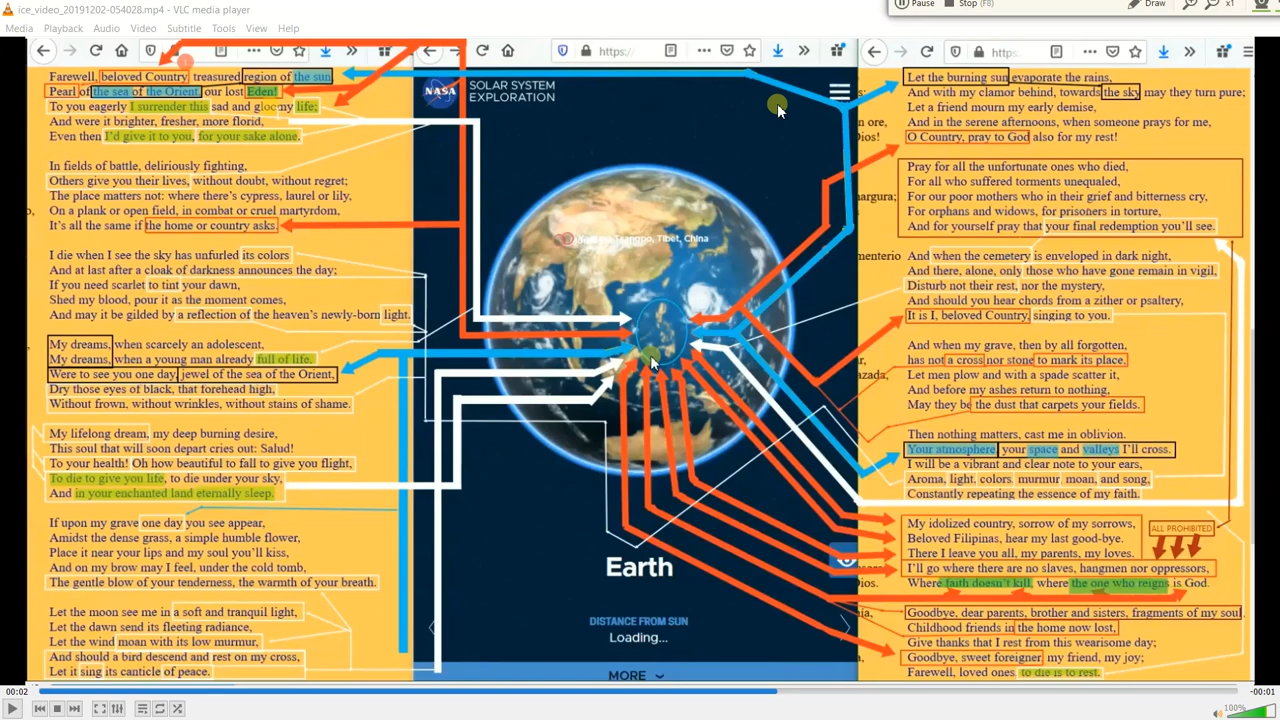 ice_video_20191202-054028.mp4 - VLC media player
Pause Stop (F8) Draw x1
Media Playback Audio Video Subtitle Tools View Help
https://
https:
Farewell, beloved Country treasured region of the sun,
Pearl of the sea of the Orient, our lost Eden!
To you eagerly I surrender this sad and gloomy life;
And were it brighter, fresher, more florid,
Even then I'd give it to you, for your sake alone.
In fields of battle, deliriously fighting,
Others give you their lives, without doubt, without regret;
The place matters not: where there's cypress, laurel or lily,
On a plank or open field, in combat or cruel martyrdom,
It's all the same if the home or country asks.
I die when I see the sky has unfurled its colors
And at last after a cloak of darkness announces the day;
If you need scarlet to tint your dawn,
Shed my blood, pour it as the moment comes,
And may it be gilded by a reflection of the heaven's newly-born light.
My dreams, when scarcely an adolescent,
My dreams, when a young man already full of life.
Were to see you one day, jewel of the sea of the Orient,
Dry those eyes of black, that forehead high,
Without frown, without wrinkles, without stains of shame.
My lifelong dream, my deep burning desire,
This soul that will soon depart cries out: Salud!
To your health! Oh how beautiful to fall to give you flight,
To die to give you life, to die under your sky,
And in your enchanted land eternally sleep.
If upon my grave one day you see appear,
Amidst the dense grass, a simple humble flower,
Place it near your lips and my soul you'll kiss,
And on my brow may I feel, under the cold tomb,
The gentle blow of your tenderness, the warmth of your breath.
Let the moon see me in a soft and tranquil light,
Let the dawn send its fleeting radiance,
Let the wind moan with its low murmur,
And should a bird descend and rest on my cross,
Let it sing its canticle of peace.
NASA
SOLAR SYSTEM
EXPLORATION
Tibet, China
Earth
DISTANCE FROM SUN
Loading...
MORE
n ore,
Dios!
margura;
menterio
azada,
Dios.
Let the burning sun evaporate the rains,
And with my clamor behind, towards the sky may they turn pure;
Let a friend mourn my early demise,
And in the serene afternoons, when someone prays for me,
O Country, pray to God also for my rest!
Pray for all the unfortunate ones who died,
For all who suffered torments unequaled,
For our poor mothers who in their grief and bitterness cry,
For orphans and widows, for prisoners in torture,
And for yourself pray that your final redemption you'll see.
And when the cemetery is enveloped in dark night,
And there, alone, only those who have gone remain in vigil,
Disturb not their rest, nor the mystery,
And should you hear chords from a zither or psaltery,
It is I, beloved Country, singing to you.
And when my grave, then by all forgotten,
has not a cross nor stone to mark its place,
Let men plow and with a spade scatter it,
And before my ashes return to nothing,
May they be the dust that carpets your fields.
Then nothing matters, cast me in oblivion.
Your atmosphere, your space and valleys I'll cross.
I will be a vibrant and clear note to your ears,
Aroma, light, colors, murmur, moan, and song,
Constantly repeating the essence of my faith.
My idolized country, sorrow of my sorrows,
Beloved Filipinas, hear my last good-bye.
There I leave you all, my parents, my loves.
I'll go where there are no slaves, hangmen nor oppressors,
Where faith doesn't kill, where the one who reigns is God.
ALL PROHIBITED
Goodbye, dear parents, brother and sisters, fragments of my soul,
Childhood friends in the home now lost,
Give thanks that I rest from this wearisome day;
Goodbye, sweet foreigner my friend, my joy;
Farewell, loved ones to die is to rest.
00:02
-00:01
100%